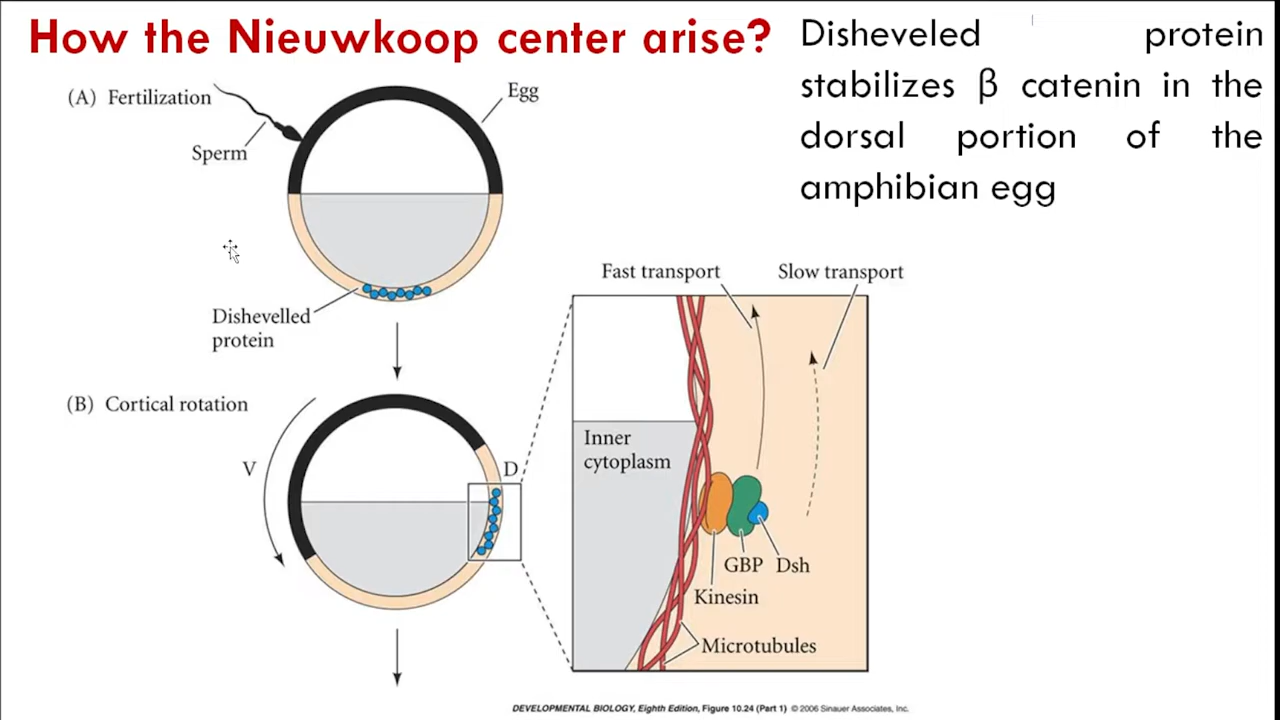 How the Nieuwkoop center arise?
Disheveled protein
stabilizes β catenin in the
dorsal portion of the
amphibian egg
(A) Fertilization
Egg
Sperm
Dishevelled
protein
(B) Cortical rotation
V
D
Fast transport
Slow transport
Inner
cytoplasm
GBP
Dsh
Kinesin
Microtubules
DEVELOPMENTAL BIOLOGY, Eighth Edition, Figure 10.24 (Part 1) © 2006 Sinauer Associates, Inc.